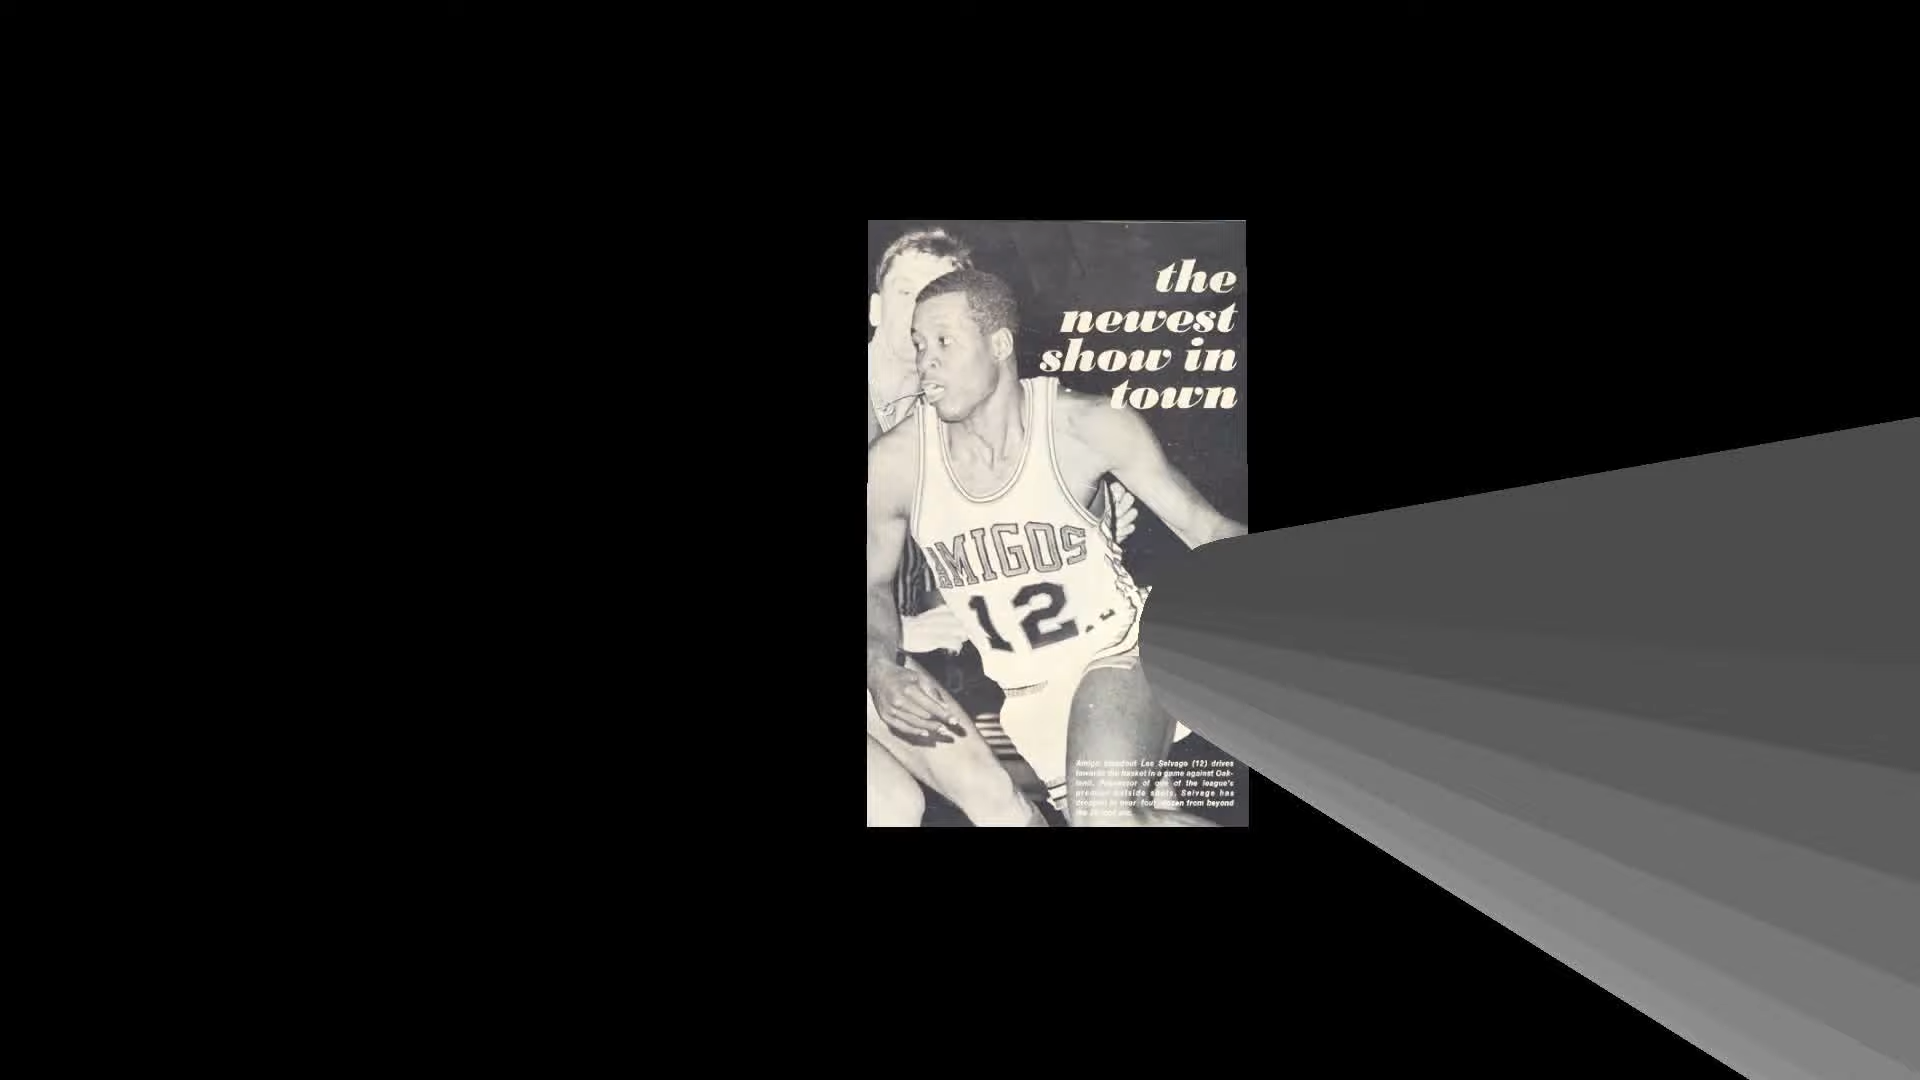 the
newest
show in
town
AMIGOS
12
Amigo standout Les Selvage (12) drives
towards the basket in a game against Oak-
land. Possessor of one of the league's
premier outside shots, Selvage has
dropped in over four dozen from beyond
the 25-foot arc.